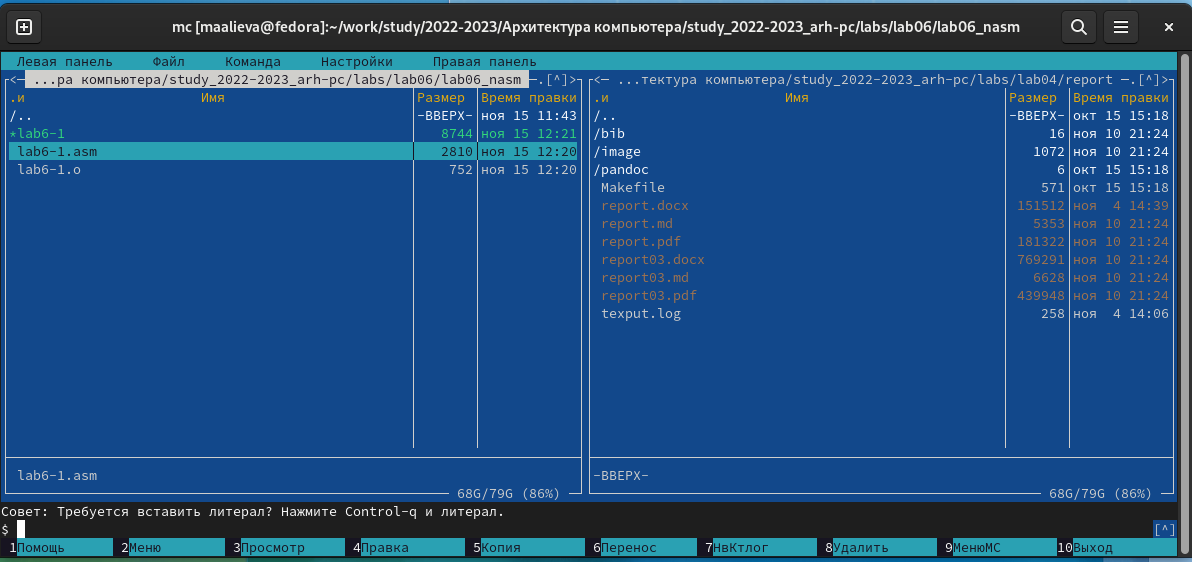 mc [maalieva@fedora]:~/work/study/2022-2023/Архитектура компьютера/study_2022-2023_arh-pc/labs/lab06/lab06_nasm
Левая панель Файл Команда Настройки Правая панель
<— ...ра компьютера/study_2022-2023_arh-pc/labs/lab06/lab06_nasm —.[^]>
.и Имя Размер Время правки
/.. -ВВЕРХ- ноя 15 11:43
*lab6-1 8744 ноя 15 12:21
lab6-1.asm 2810 ноя 15 12:20
lab6-1.o 752 ноя 15 12:20
lab6-1.asm
68G/79G (86%)
<— ...тектура компьютера/study_2022-2023_arh-pc/labs/lab04/report —.[^]>
.и Имя Размер Время правки
/.. -ВВЕРХ- окт 15 15:18
/bib 16 ноя 10 21:24
/image 1072 ноя 10 21:24
/pandoc 6 окт 15 15:18
Makefile 571 окт 15 15:18
report.docx 151512 ноя 4 14:39
report.md 5353 ноя 10 21:24
report.pdf 181322 ноя 10 21:24
report03.docx 769291 ноя 10 21:24
report03.md 6628 ноя 10 21:24
report03.pdf 439948 ноя 10 21:24
texput.log 258 ноя 4 14:06
-ВВЕРХ-
68G/79G (86%)
Совет: Требуется вставить литерал? Нажмите Control-q и литерал.
$ [^]
1Помощь 2Меню 3Просмотр 4Правка 5Копия 6Перенос 7НвКтлог 8Удалить 9МенюМС 10Выход